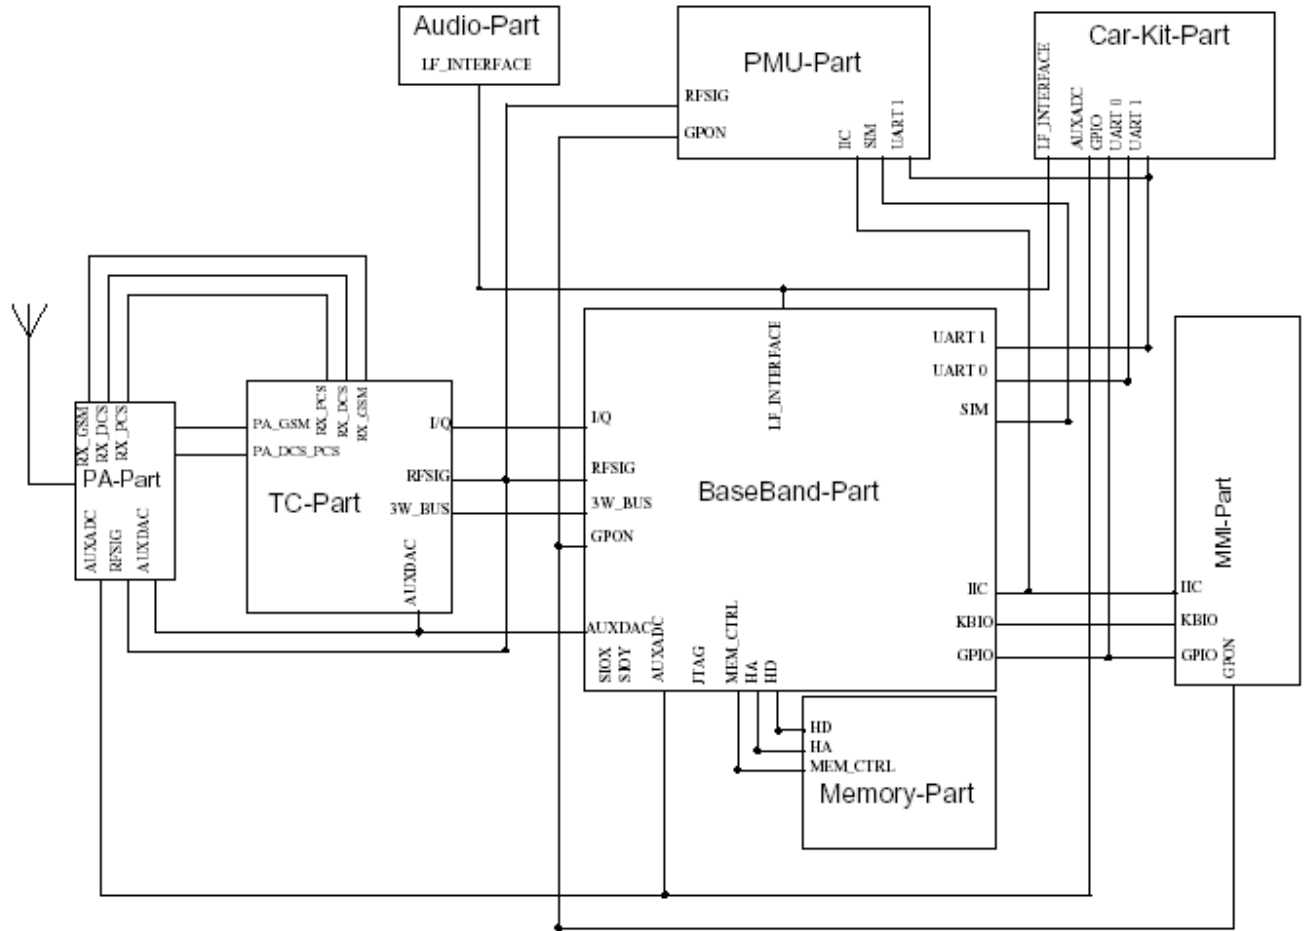 Audio-Part
LF_INTERFACE
PMU-Part
RFSIG
GPON
IIC
SIM
UART 1
Car-Kit-Part
LF_INTERFACE
AUXADC
GPIO
UART 0
UART 1
RX_GSM
RX_DCS
RX_PCS
PA-Part
AUXADC
RFSIG
AUXDAC
RX_PCS
RX_DCS
RX_GSM
PA_GSM
PA_DCS_PCS
I/Q
RFSIG
3W_BUS
TC-Part
AUXDAC
LF_INTERFACE
UART 1
UART 0
SIM
I/Q
RFSIG
3W_BUS
GPON
BaseBand-Part
IIC
KBIO
GPIO
AUXDAC
SIOX
SIOY
AUXADC
JTAG
MEM_CTRL
HA
HD
MMI-Part
IIC
KBIO
GPIO
GPON
HD
HA
MEM_CTRL
Memory-Part